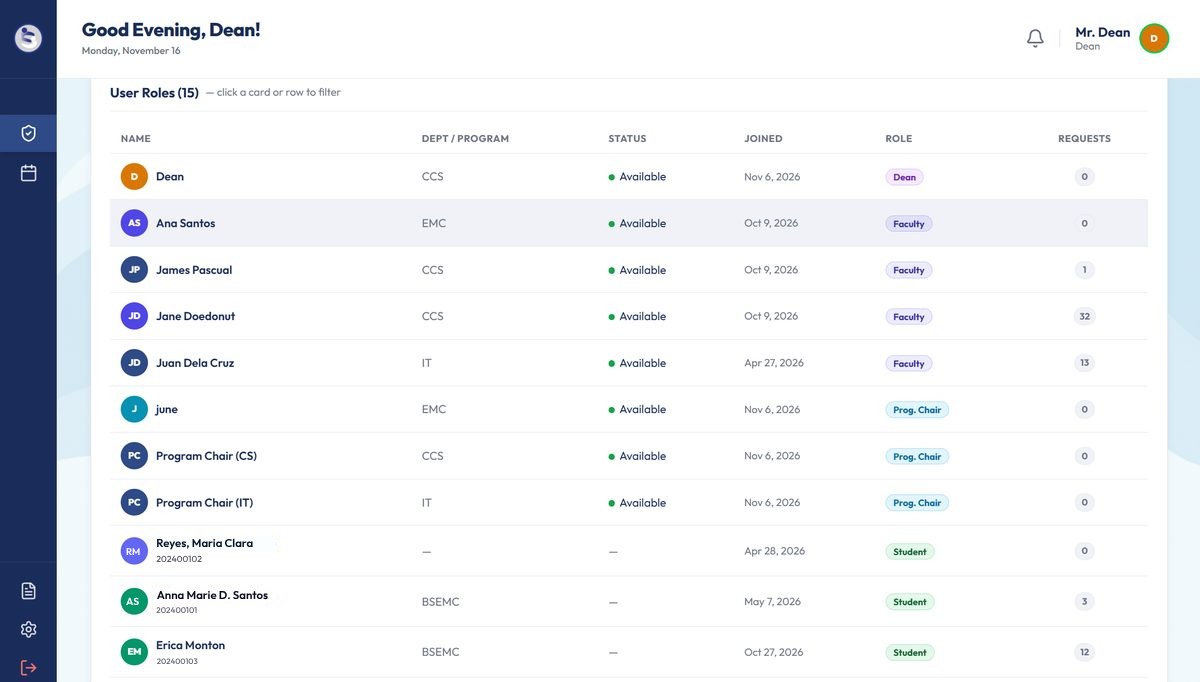 Good Evening, Dean!
Monday, November 16
Mr. Dean
Dean
D
User Roles (15) — click a card or row to filter
NAME DEPT / PROGRAM STATUS JOINED ROLE REQUESTS
D Dean CCS Available Nov 6, 2026 Dean 0
AS Ana Santos EMC Available Oct 9, 2026 Faculty 0
JP James Pascual CCS Available Oct 9, 2026 Faculty 1
JD Jane Doedonut CCS Available Oct 9, 2026 Faculty 32
JD Juan Dela Cruz IT Available Apr 27, 2026 Faculty 13
J june EMC Available Nov 6, 2026 Prog. Chair 0
PC Program Chair (CS) CCS Available Nov 6, 2026 Prog. Chair 0
PC Program Chair (IT) IT Available Nov 6, 2026 Prog. Chair 0
RM Reyes, Maria Clara — — Apr 28, 2026 Student 0
202400102
AS Anna Marie D. Santos BSEMC — May 7, 2026 Student 3
202400101
EM Erica Monton BSEMC — Oct 27, 2026 Student 12
202400103